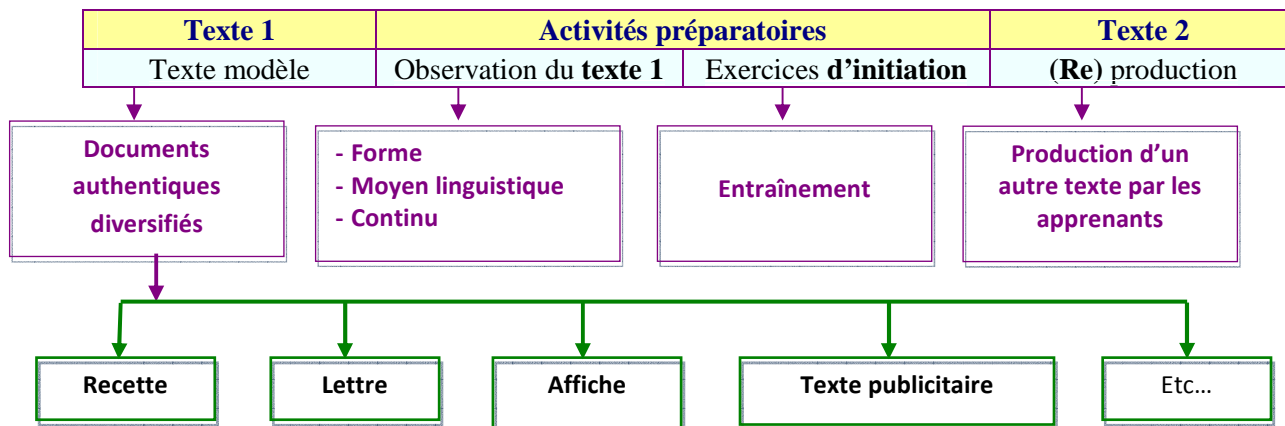 Texte 1 Activités préparatoires Texte 2
Texte modèle Observation du texte 1 Exercices d'initiation (Re) production
Documents
authentiques
diversifiés
- Forme
- Moyen linguistique
- Continu
Entraînement
Production d'un
autre texte par les
apprenants
Recette
Lettre
Affiche
Texte publicitaire
Etc...